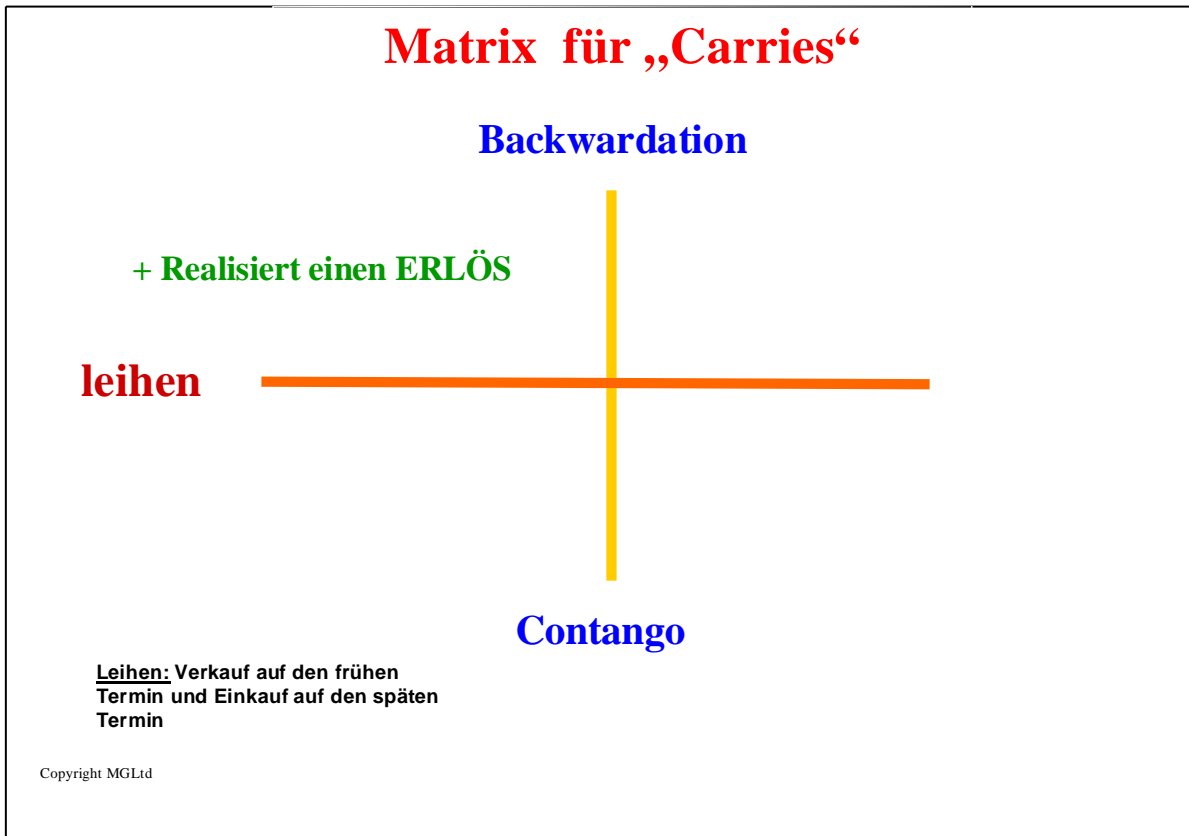 Matrix für „Carries“
Backwardation
+ Realisiert einen ERLÖS
leihen
Contango
Leihen: Verkauf auf den frühen
Termin und Einkauf auf den späten
Termin
Copyright MGLtd